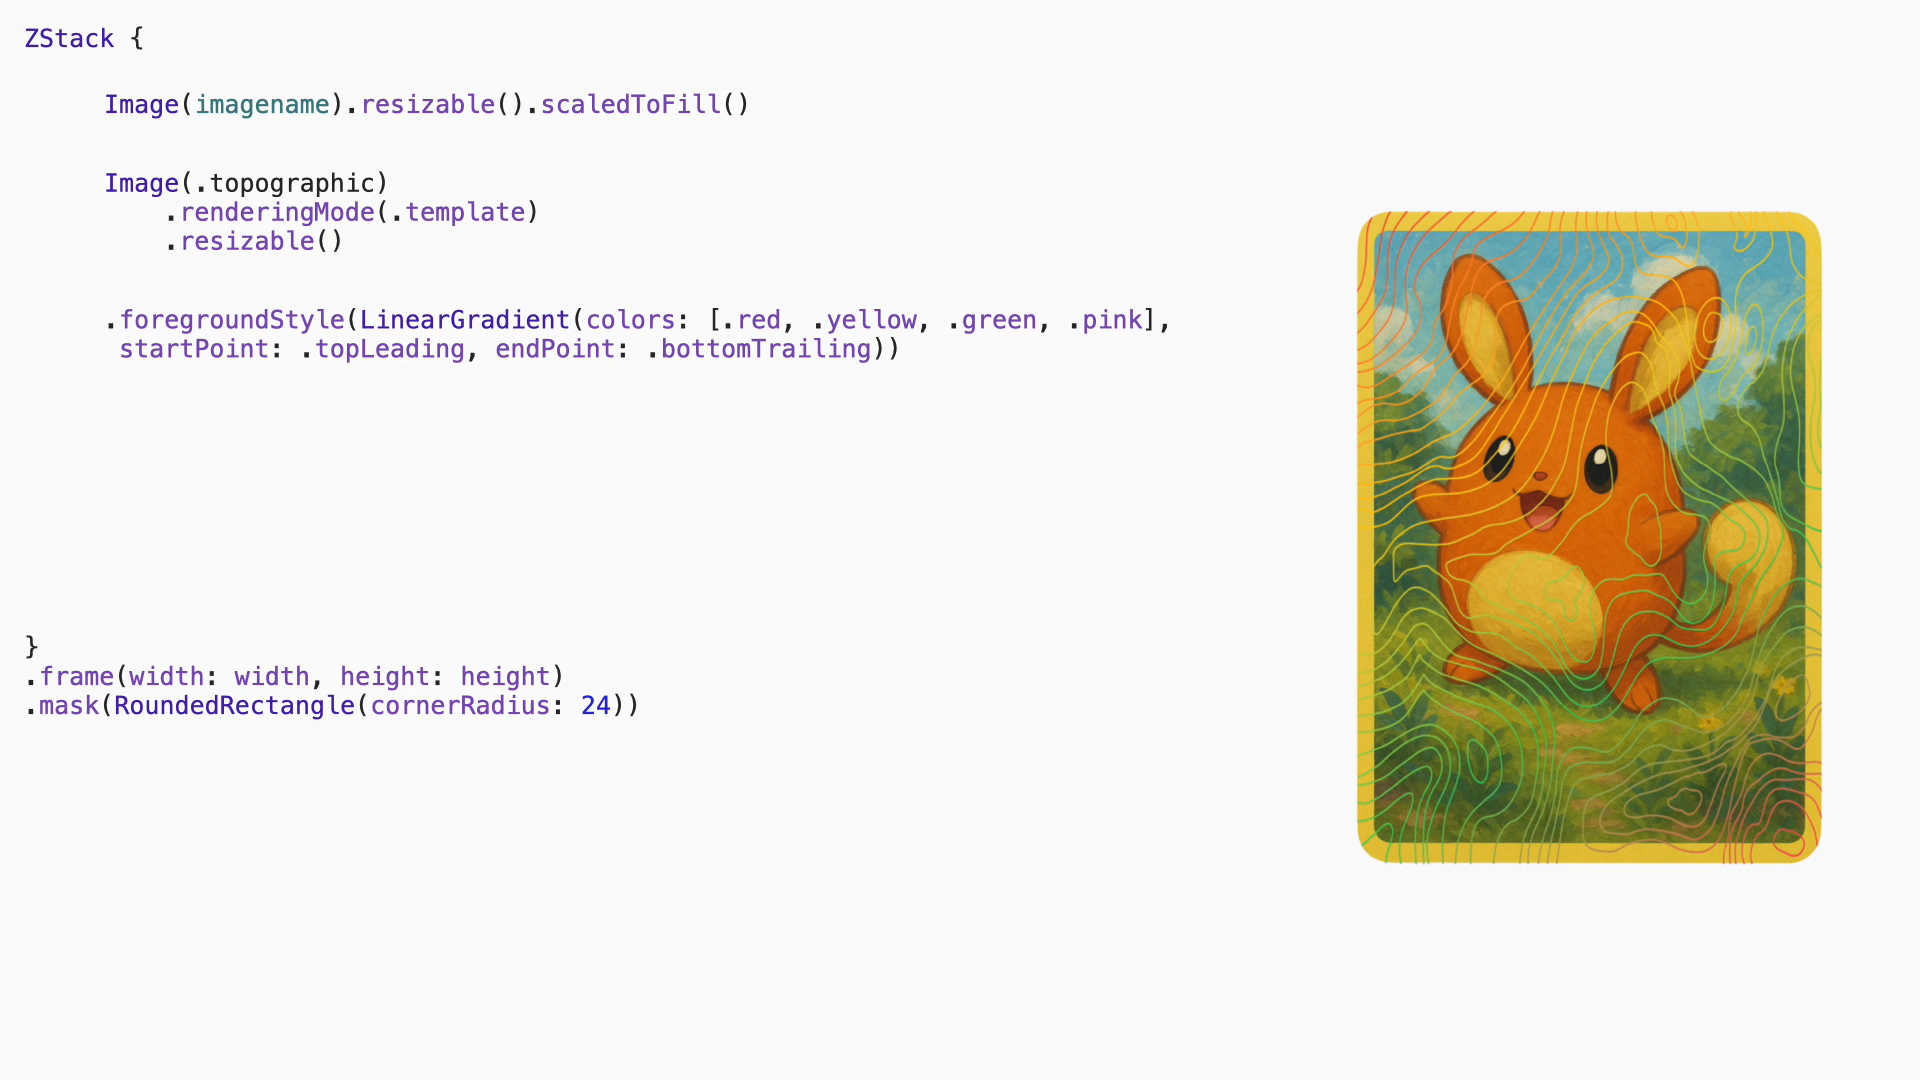 ZStack {
Image(imagename).resizable().scaledToFill()
Image(.topographic)
.renderingMode(.template)
.resizable()
.foregroundStyle(LinearGradient(colors: [.red, .yellow, .green, .pink],
startPoint: .topLeading, endPoint: .bottomTrailing))
}
.frame(width: width, height: height)
.mask(RoundedRectangle(cornerRadius: 24))